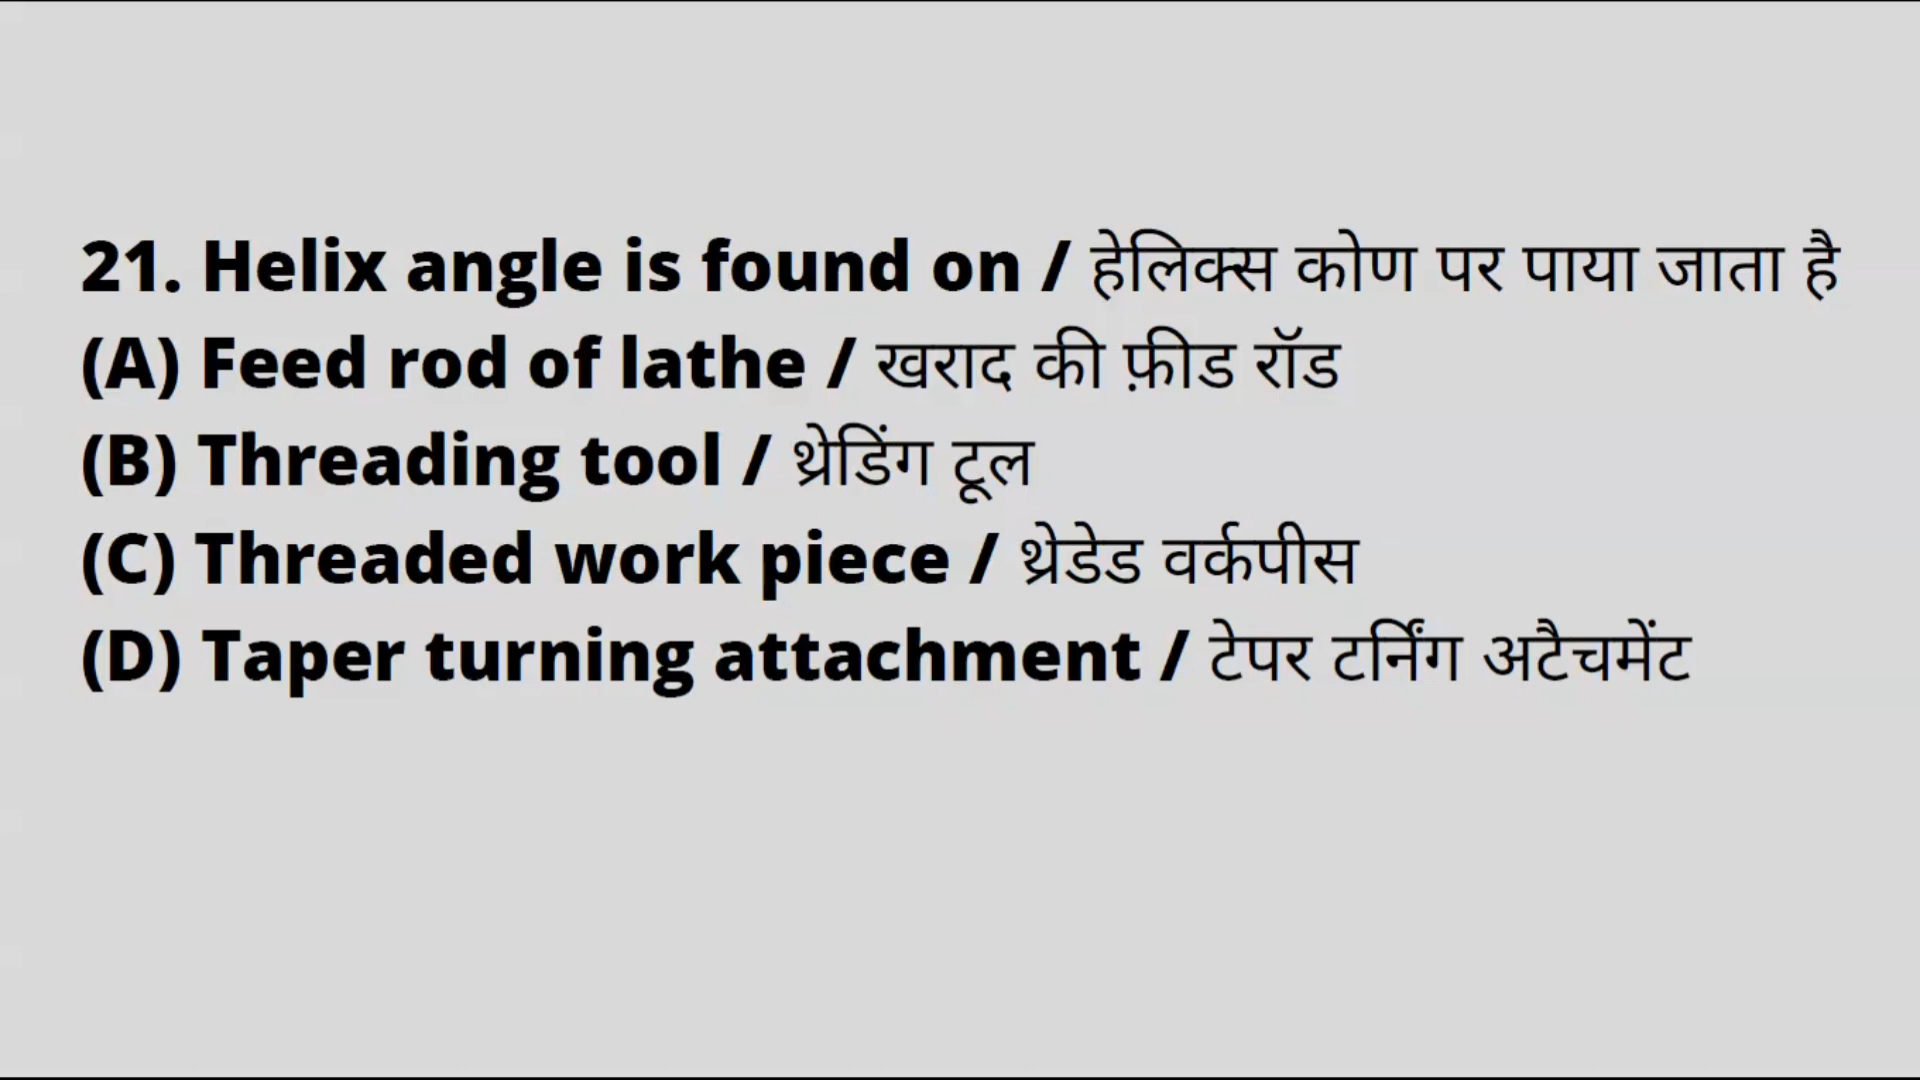 21. Helix angle is found on / हेलिक्स कोण पर पाया जाता है
(A) Feed rod of lathe / खराद की फ़ीड रॉड
(B) Threading tool / थ्रेडिंग टूल
(C) Threaded work piece / थ्रेडेड वर्कपीस
(D) Taper turning attachment / टेपर टर्निंग अटैचमेंट